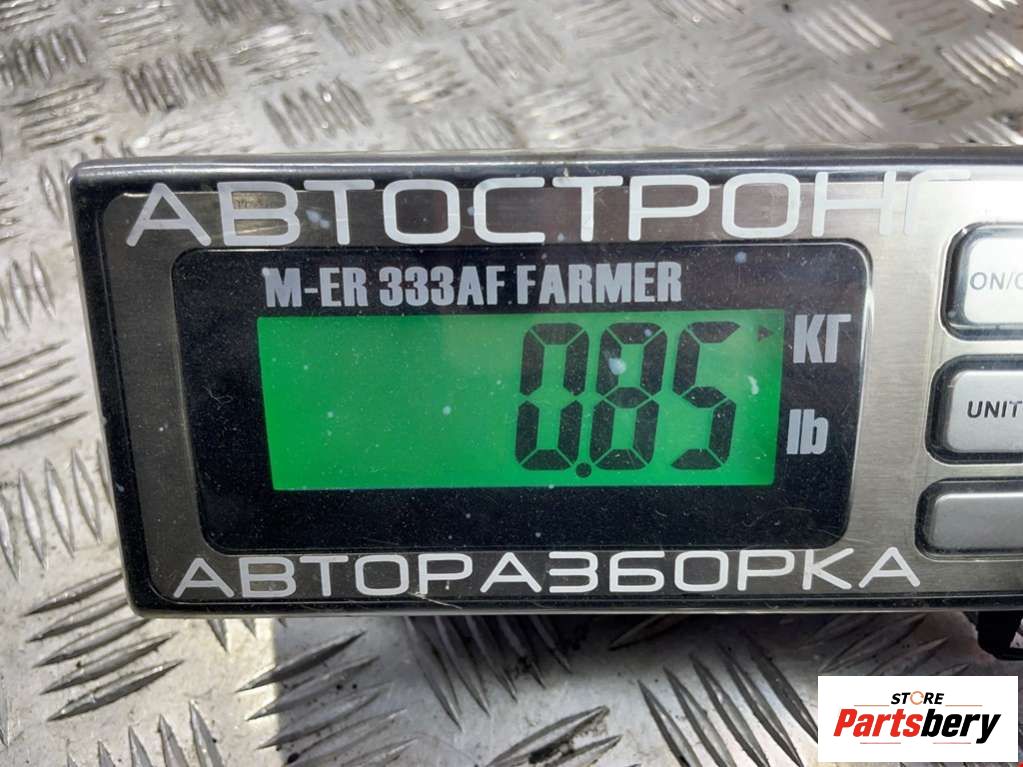 АВТОСТРОНГ
M-ER 333AF FARMER
0.85 КГ
lb
ON/O
UNIT
АВТОРАЗБОРКА
STORE
Partsbery